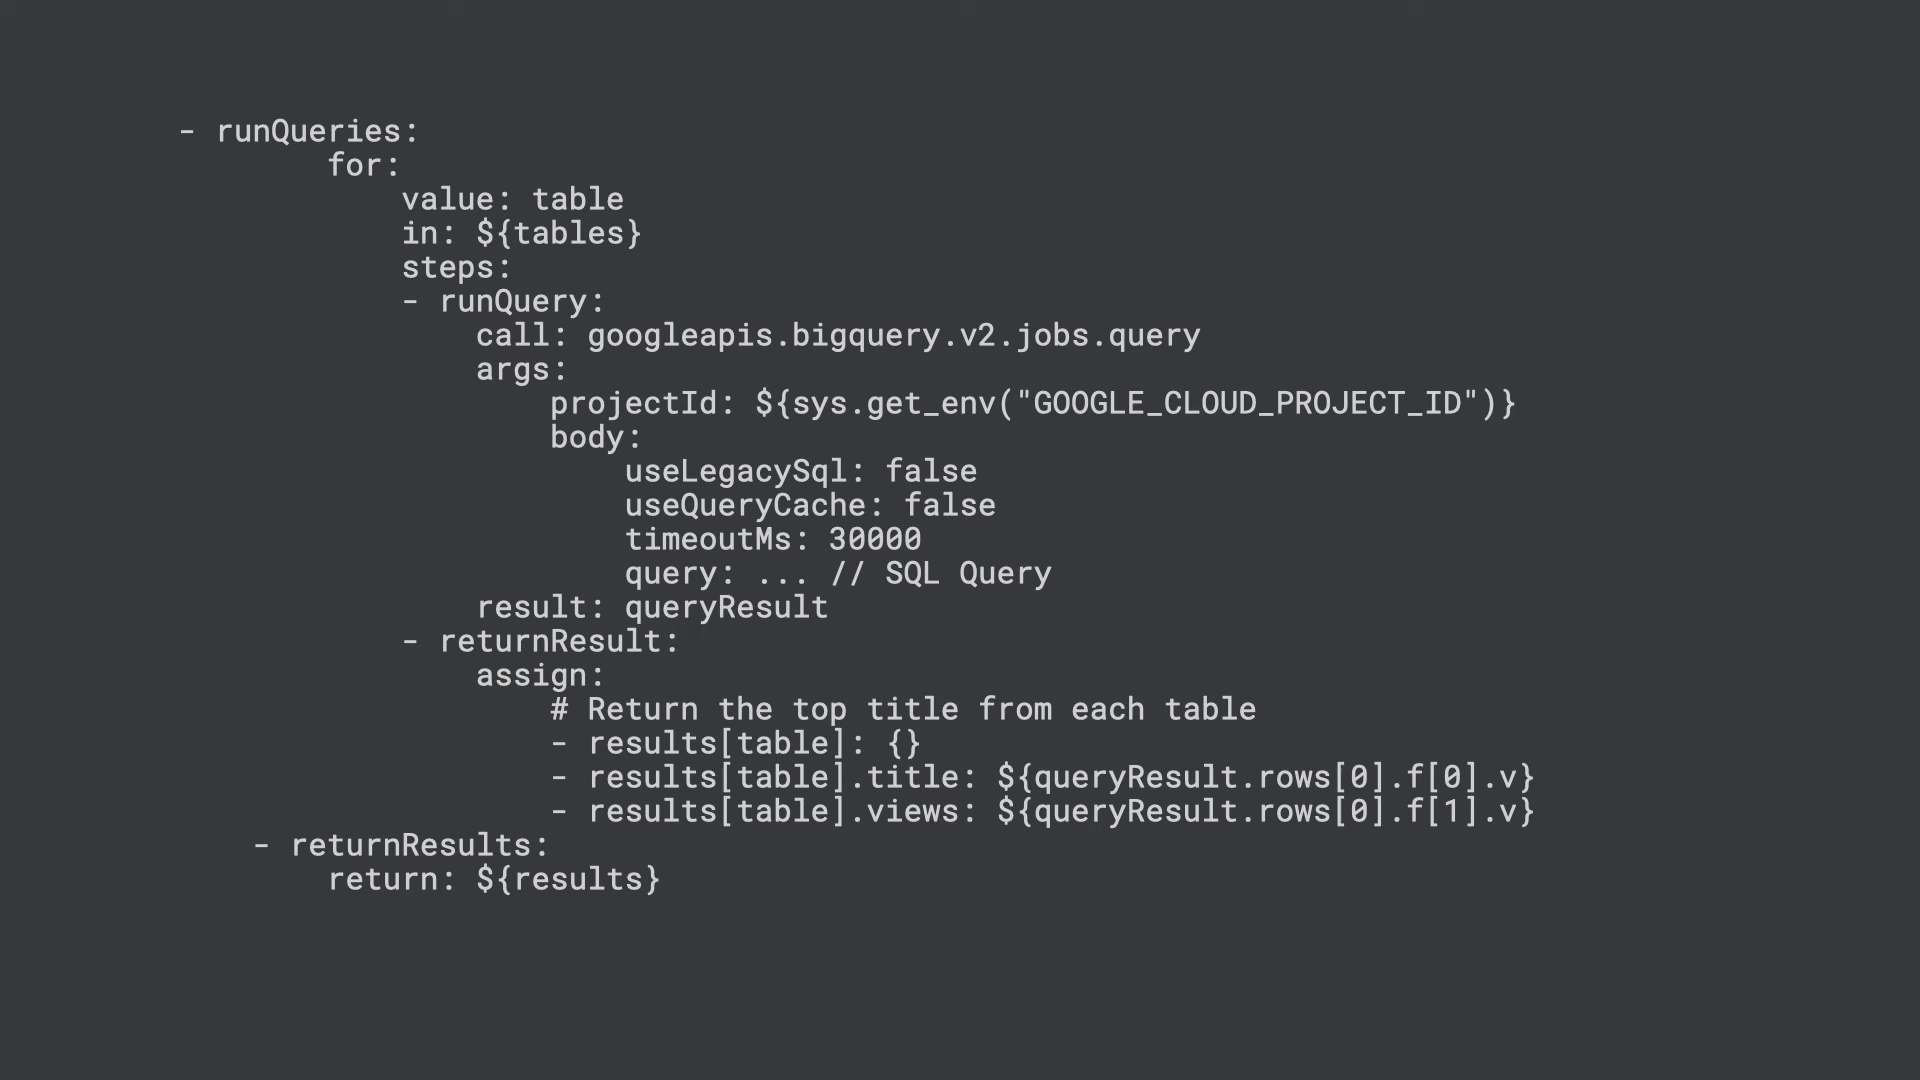 - runQueries:
for:
value: table
in: ${tables}
steps:
- runQuery:
call: googleapis.bigquery.v2.jobs.query
args:
projectId: ${sys.get_env("GOOGLE_CLOUD_PROJECT_ID")}
body:
useLegacySql: false
useQueryCache: false
timeoutMs: 30000
query: ... // SQL Query
result: queryResult
- returnResult:
assign:
# Return the top title from each table
- results[table]: {}
- results[table].title: ${queryResult.rows[0].f[0].v}
- results[table].views: ${queryResult.rows[0].f[1].v}
- returnResults:
return: ${results}